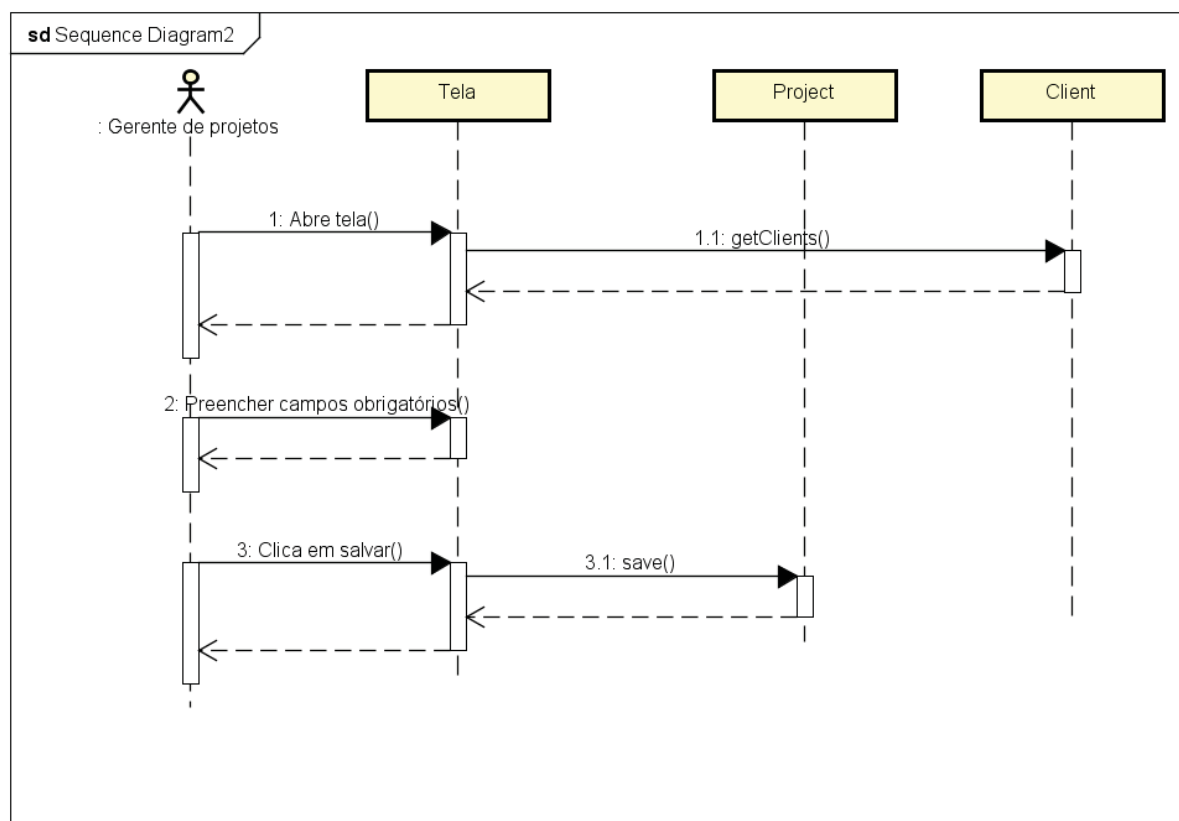 sd Sequence Diagram2
: Gerente de projetos
Tela
Project
Client
1: Abre tela()
1.1: getClients()
2: Preencher campos obrigatórios()
3: Clica em salvar()
3.1: save()